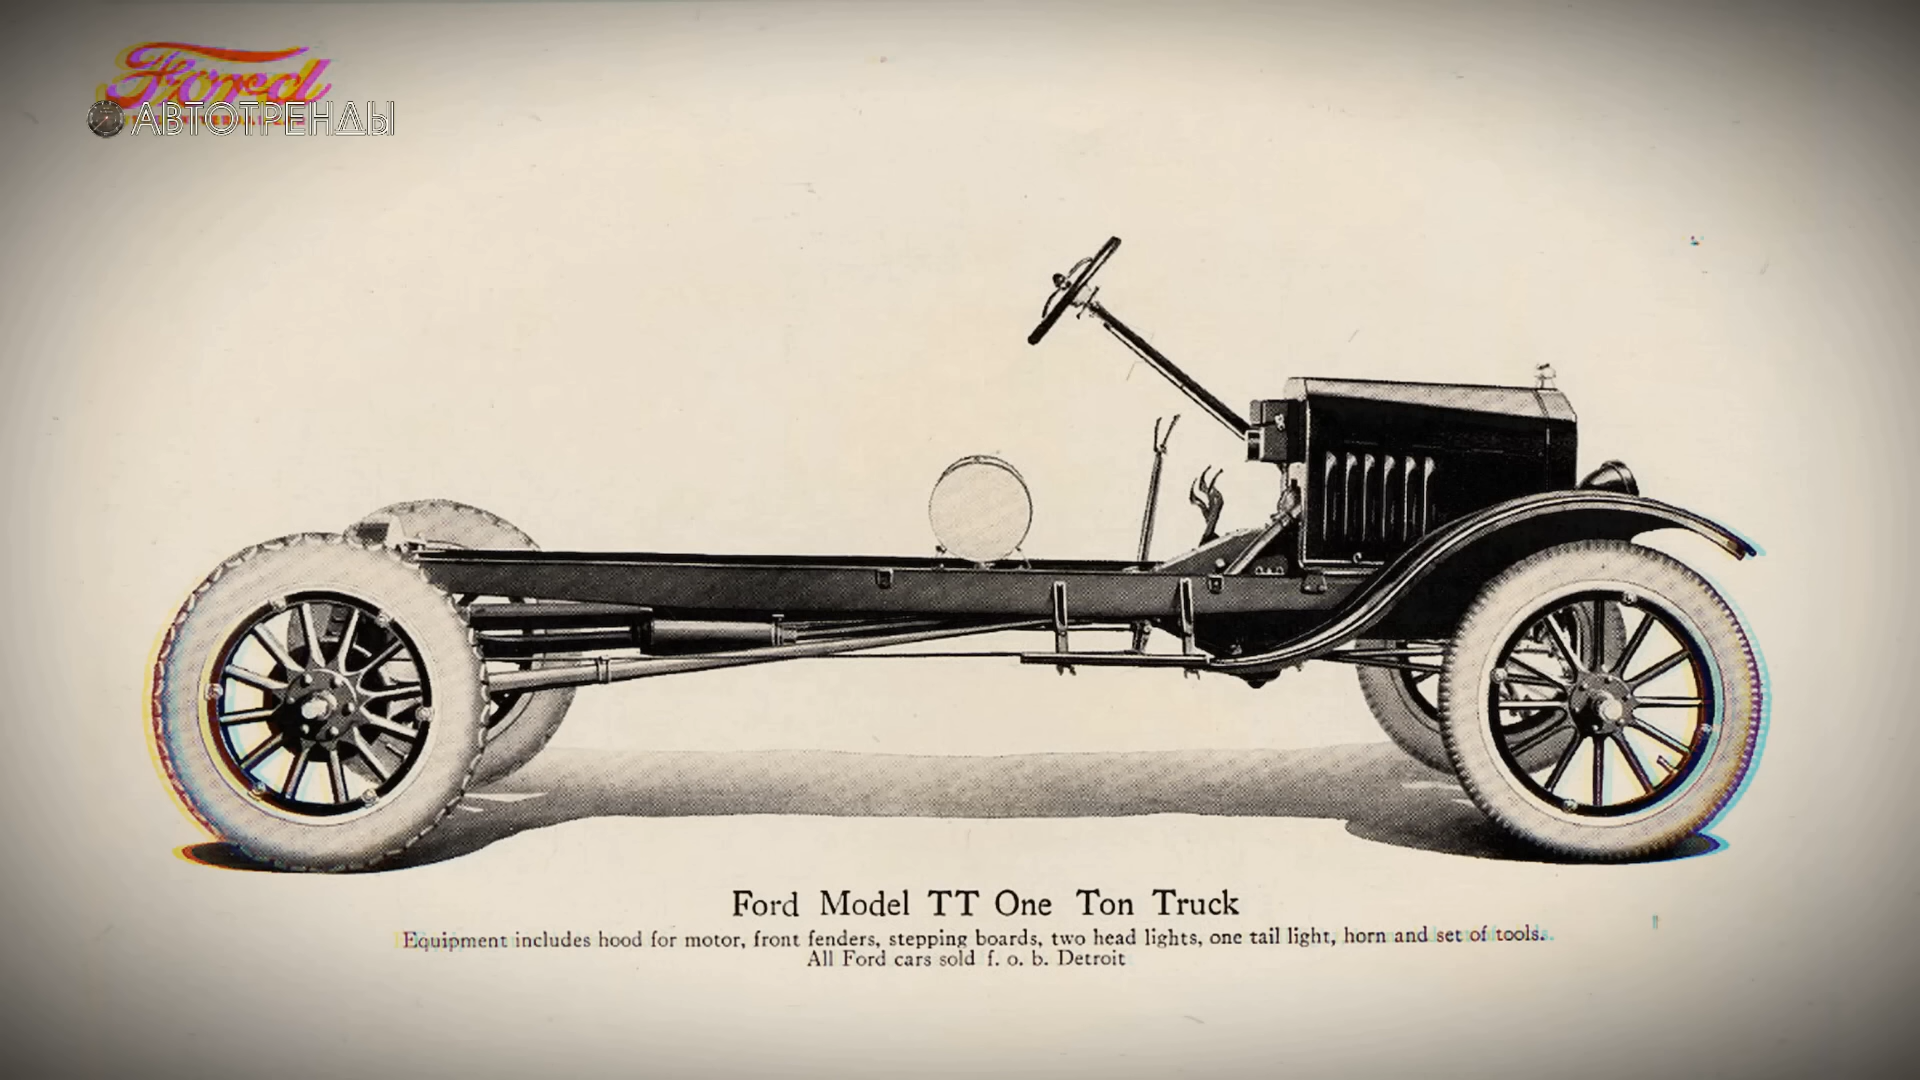 Ford
АВТОТРЕНДЫ
Ford Model TT One Ton Truck
Equipment includes hood for motor, front fenders, stepping boards, two head lights, one tail light, horn and set of tools.
All Ford cars sold f. o. b. Detroit